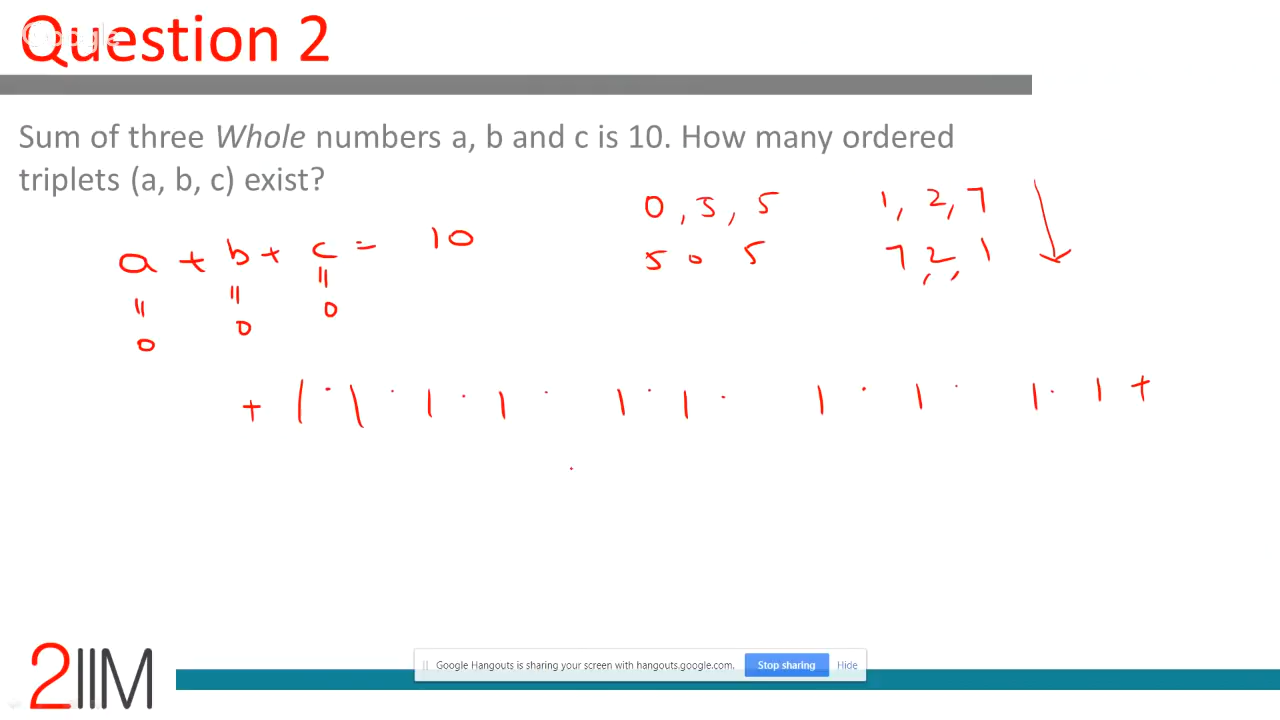 Google
Question 2
Sum of three Whole numbers a, b and c is 10. How many ordered
triplets (a, b, c) exist?
0, 5, 5 1, 2, 7
a + b + c = 10 5 0 5 7 2, , 1
|| || ||
0 0 0
+ | · | · | · | · | · | · | · | · | · | +
2IIM
Google Hangouts is sharing your screen with hangouts.google.com. Stop sharing Hide